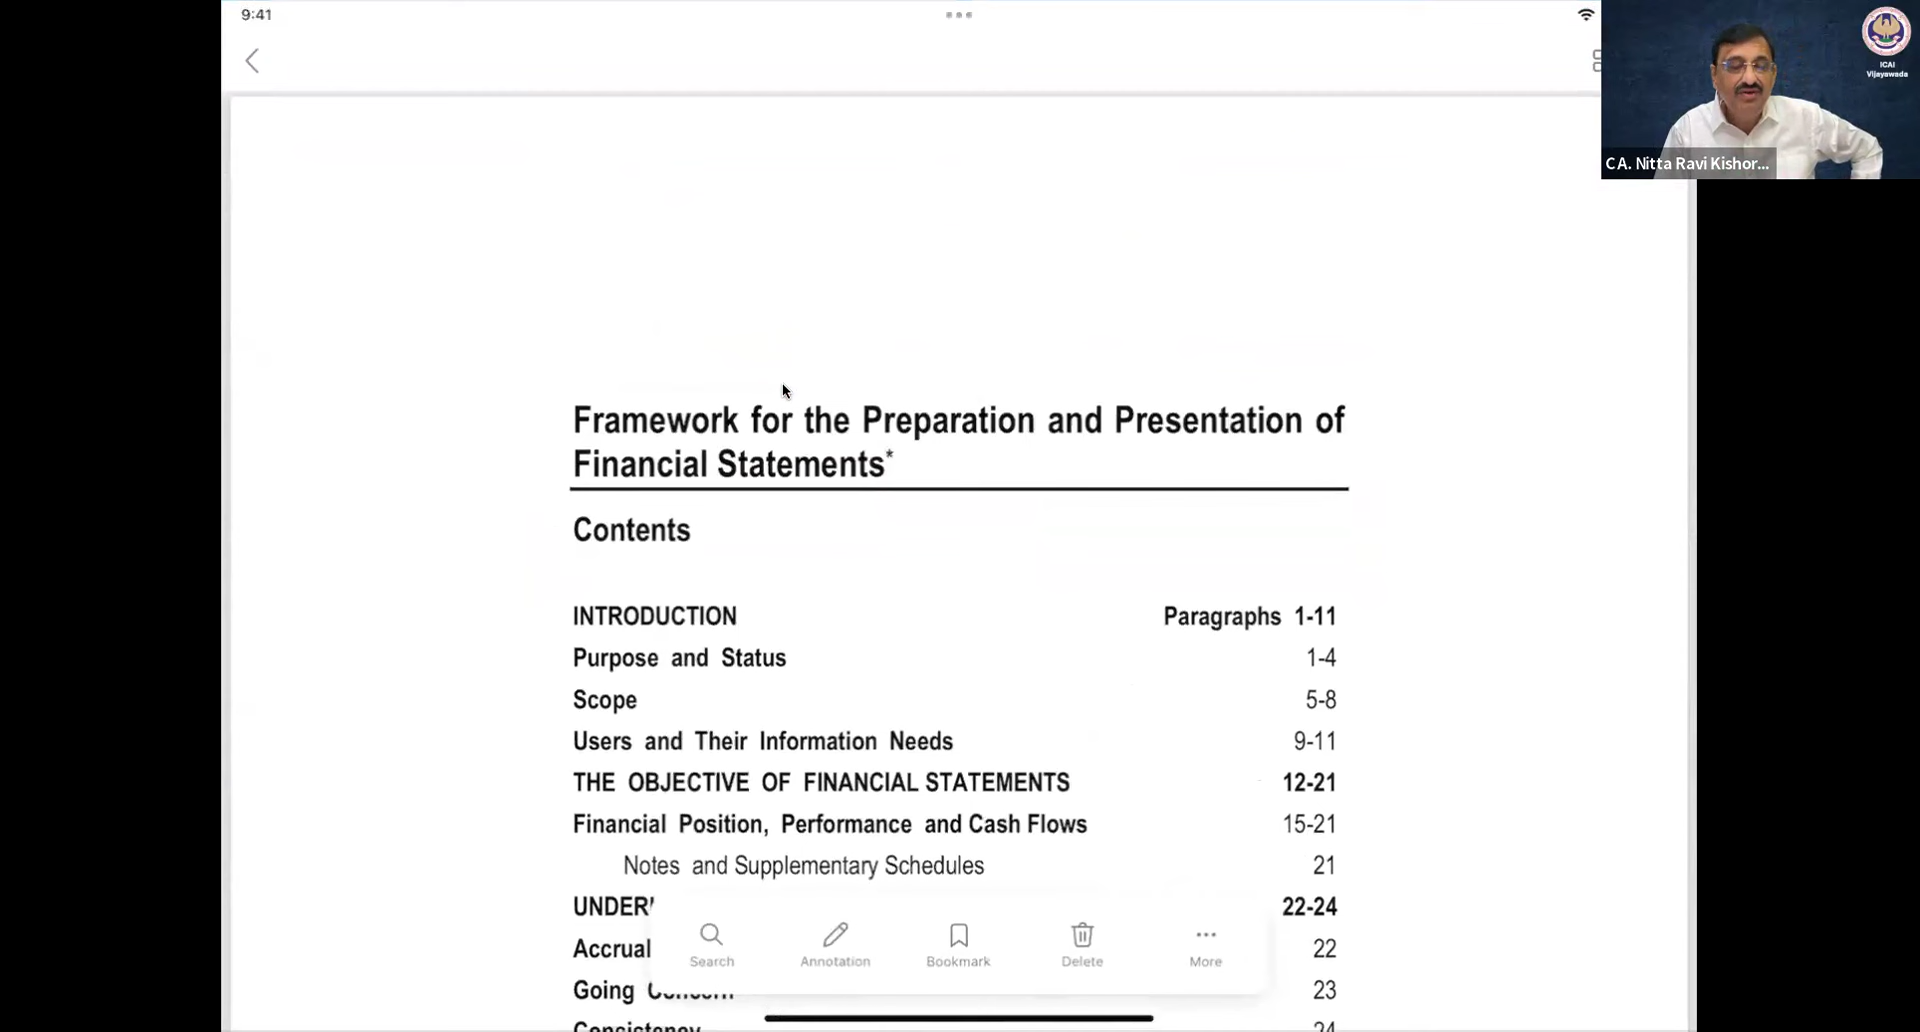 9:41
ICAI
Vijayawada
CA. Nitta Ravi Kishor...
Framework for the Preparation and Presentation of
Financial Statements*
Contents
INTRODUCTION Paragraphs 1-11
Purpose and Status 1-4
Scope 5-8
Users and Their Information Needs 9-11
THE OBJECTIVE OF FINANCIAL STATEMENTS 12-21
Financial Position, Performance and Cash Flows 15-21
Notes and Supplementary Schedules 21
22-24
Accrual 22
Going Concern 23
Consistency 24
Search Annotation Bookmark Delete More